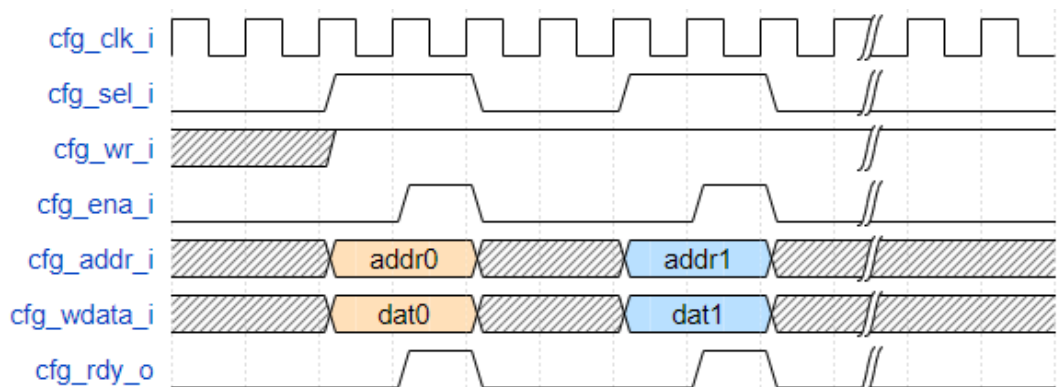 cfg_clk_i
cfg_sel_i
cfg_wr_i
cfg_ena_i
cfg_addr_i addr0 addr1
cfg_wdata_i dat0 dat1
cfg_rdy_o